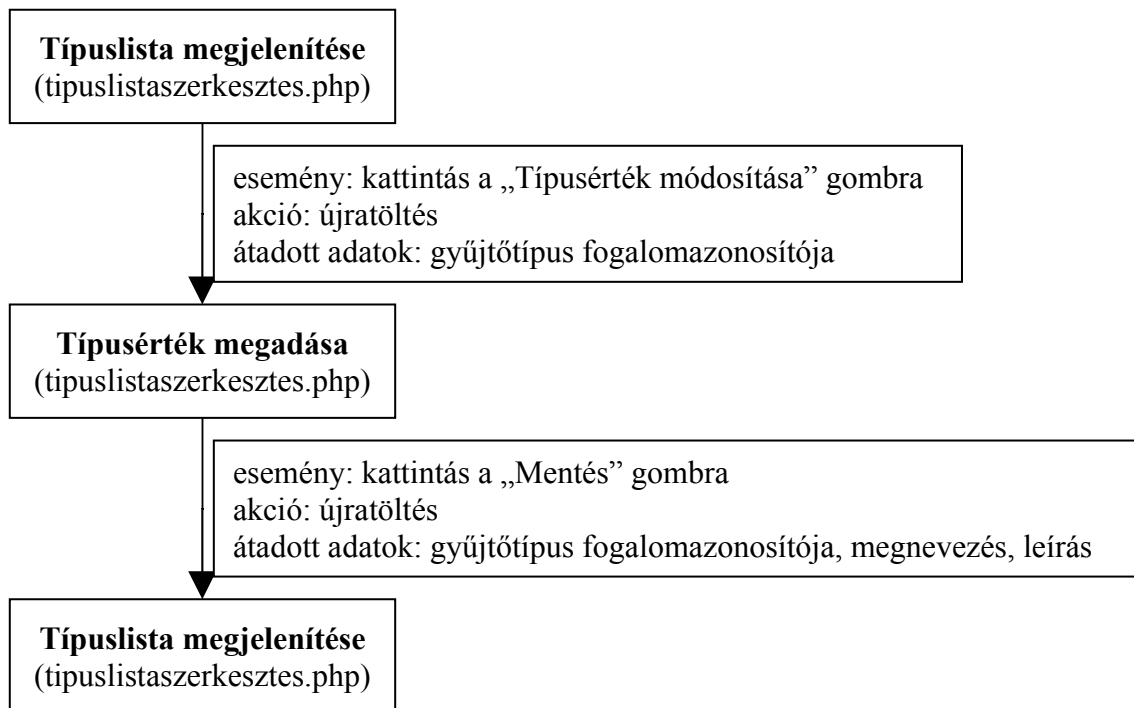 Típuslista megjelenítése
(tipuslistaszerkesztes.php)
esemény: kattintás a „Típusérték módosítása” gombra
akció: újratöltés
átadott adatok: gyűjtőtípus fogalomazonosítója
Típusérték megadása
(tipuslistaszerkesztes.php)
esemény: kattintás a „Mentés” gombra
akció: újratöltés
átadott adatok: gyűjtőtípus fogalomazonosítója, megnevezés, leírás
Típuslista megjelenítése
(tipuslistaszerkesztes.php)